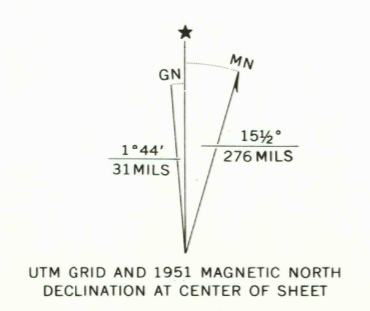 MN
GN
1°44′
31 MILS
15½°
276 MILS
UTM GRID AND 1951 MAGNETIC NORTH
DECLINATION AT CENTER OF SHEET